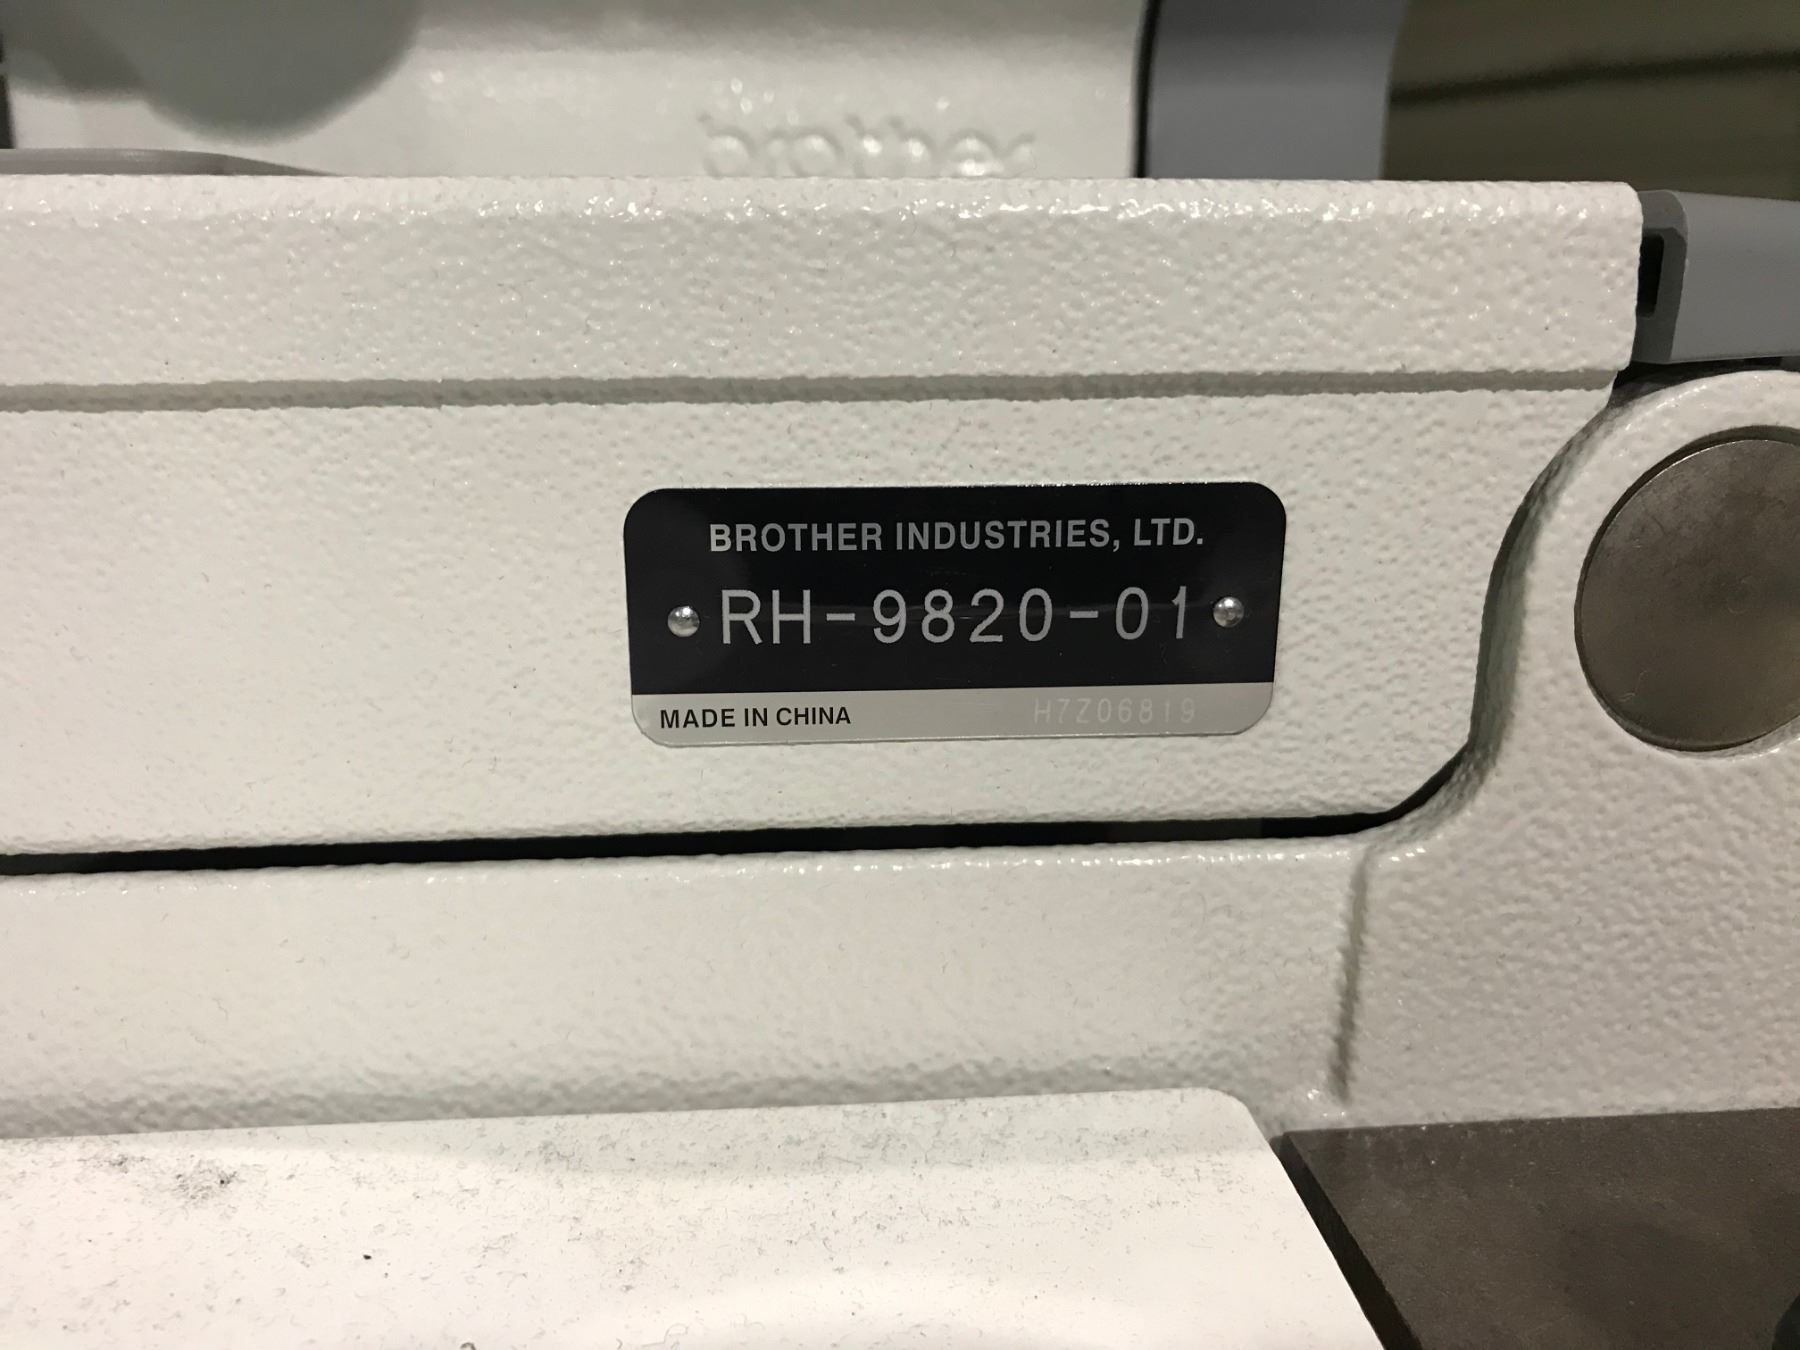 brother
BROTHER INDUSTRIES, LTD.
RH-9820-01
MADE IN CHINA H7Z06819